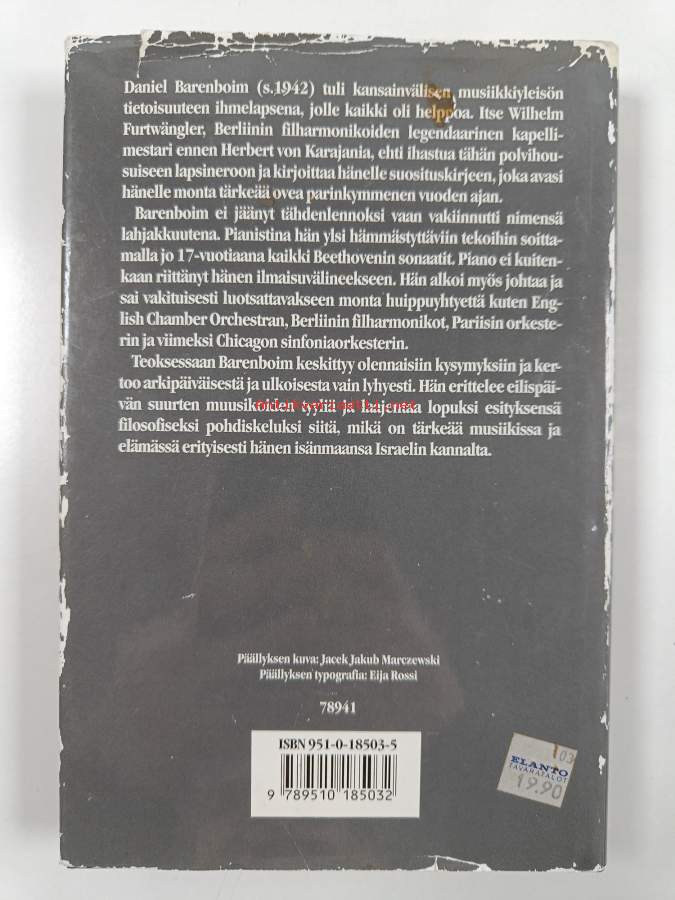 Daniel Barenboim (s.1942) tuli kansainvälisen musiikkiyleisön
tietoisuuteen ihmelapsena, jolle kaikki oli helppoa. Itse Wilhelm
Furtwängler, Berliinin filharmonikoiden legendaarinen kapelli-
mestari ennen Herbert von Karajania, ehti ihastua tähän polvihou-
suiseen lapsineroon ja kirjoittaa hänelle suosituskirjeen, joka avasi
hänelle monta tärkeää ovea parinkymmenen vuoden ajan.
Barenboim ei jäänyt tähdenlennoksi vaan vakiinnutti nimensä
lahjakkuutena. Pianistina hän ylsi hämmästyttäviin tekoihin soitta-
malla jo 17-vuotiaana kaikki Beethovenin sonaatit. Piano ei kuiten-
kaan riittänyt hänen ilmaisuvälineekseen. Hän alkoi myös johtaa ja
sai vakituisesti luotsattavakseen monta huippuyhtyettä kuten Eng-
lish Chamber Orchestran, Berliinin filharmonikot, Pariisin orkeste-
rin ja viimeksi Chicagon sinfoniaorkesterin.
Teoksessaan Barenboim keskittyy olennaisiin kysymyksiin ja ker-
too arkipäiväisestä ja ulkoisesta vain lyhyesti. Hän erittelee eilispäi-
vän suurten muusikoiden tyyliä ja laajentaa lopuksi esityksensä
filosofiseksi pohdiskeluksi siitä, mikä on tärkeää musiikissa ja
elämässä erityisesti hänen isänmaansa Israelin kannalta.
Päällyksen kuva: Jacek Jakub Marczewski
Päällyksen typografia: Eija Rossi
78941
ISBN 951-0-18503-5
9 789510 185032
03
ELANTO
TAVARATALOT
19.90